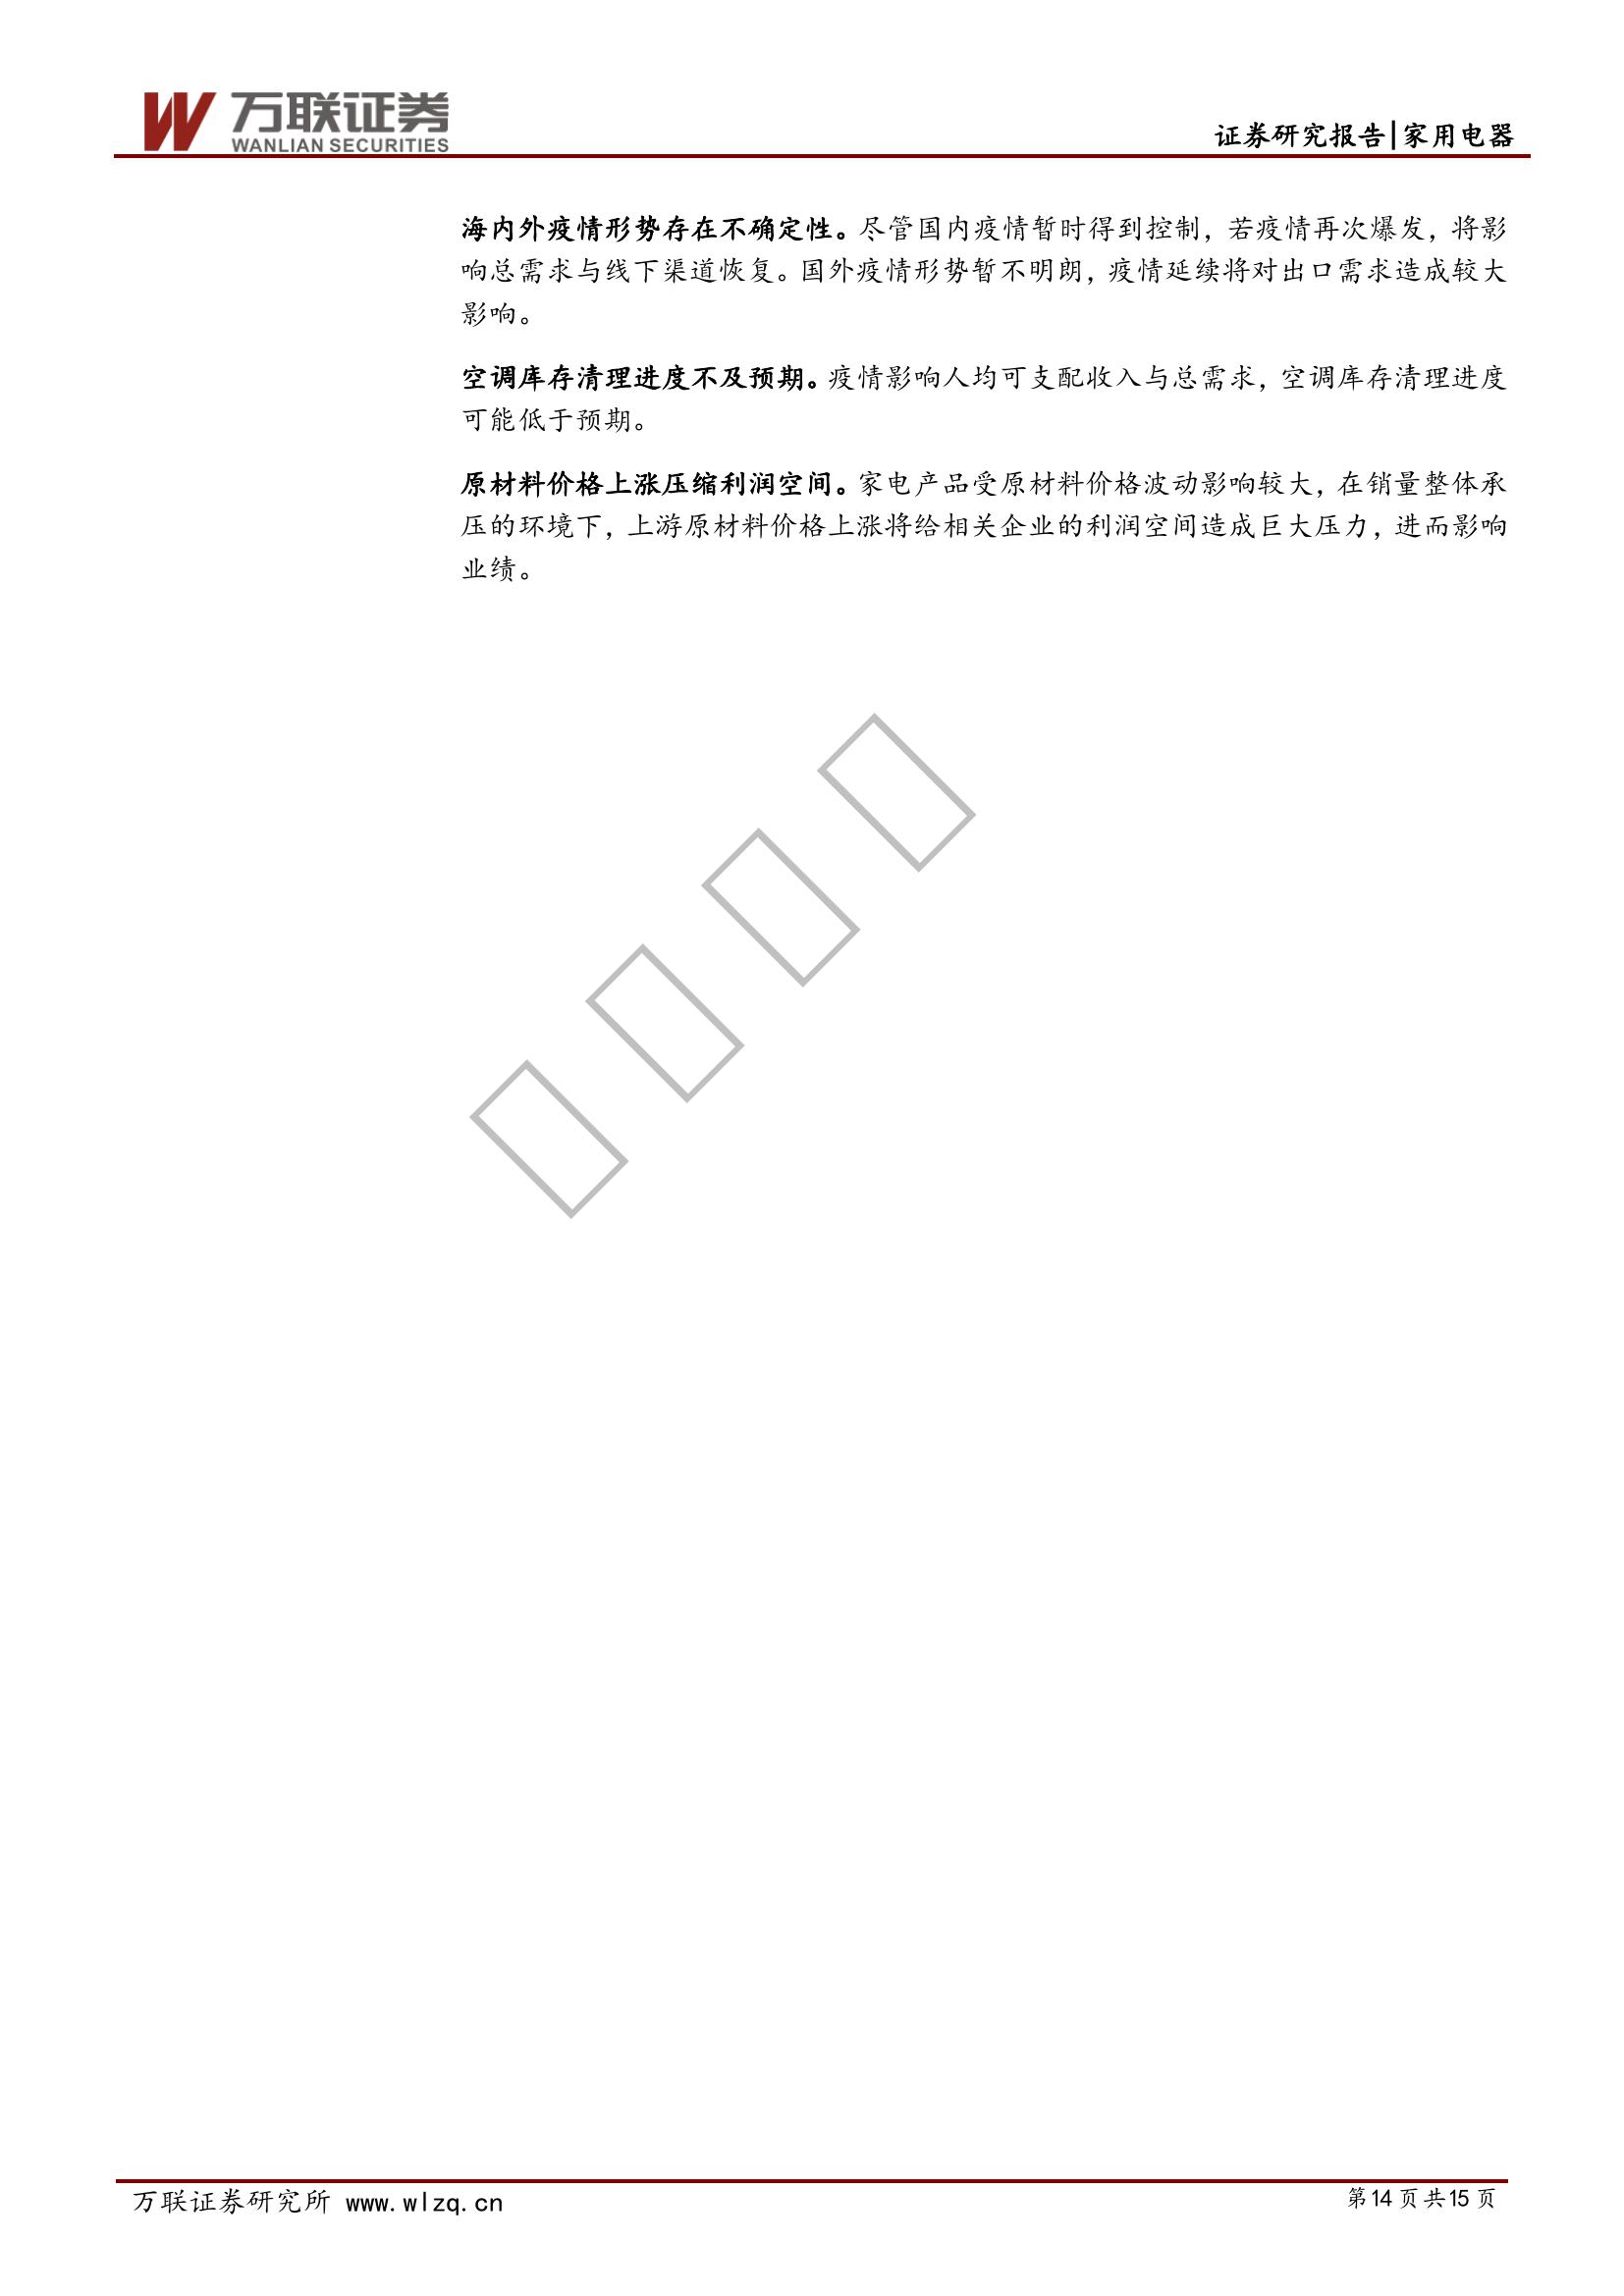 万联证券
WANLIAN SECURITIES
证券研究报告|家用电器
海内外疫情形势存在不确定性。尽管国内疫情暂时得到控制，若疫情再次爆发，将影
响总需求与线下渠道恢复。国外疫情形势暂不明朗，疫情延续将对出口需求造成较大
影响。
空调库存清理进度不及预期。疫情影响人均可支配收入与总需求，空调库存清理进度
可能低于预期。
原材料价格上涨压缩利润空间。家电产品受原材料价格波动影响较大，在销量整体承
压的环境下，上游原材料价格上涨将给相关企业的利润空间造成巨大压力，进而影响
业绩。
万联证券研究所 www.wlzq.cn
第14页共15页